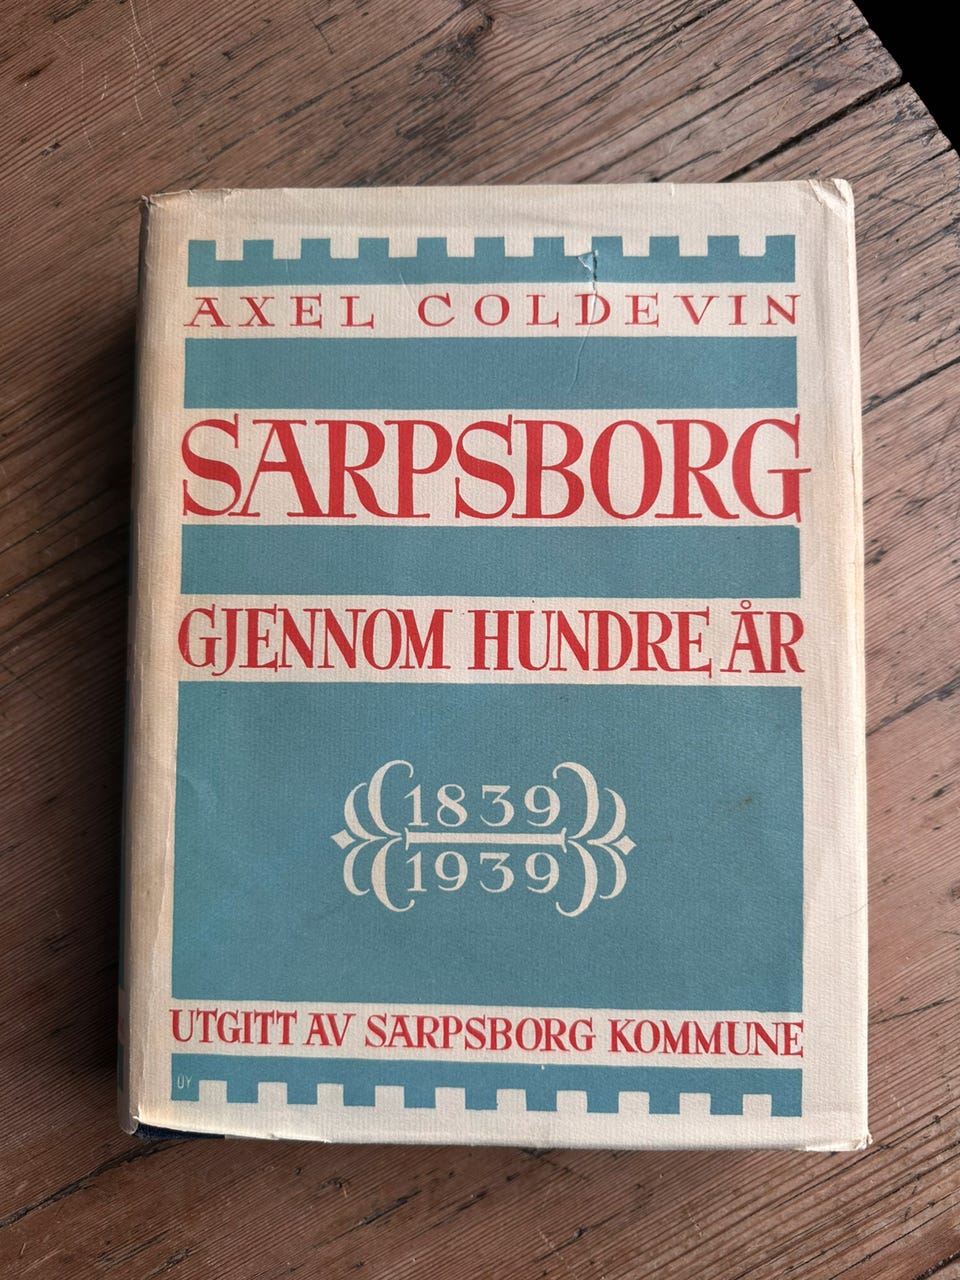 AXEL COLDEVIN
SARPSBORG
GJENNOM HUNDRE ÅR
1839
1939
UTGITT AV SARPSBORG KOMMUNE